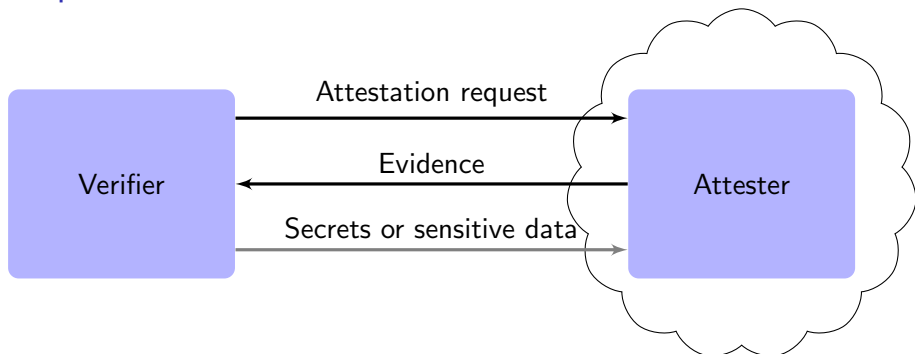 Attestation request
Evidence
Verifier
Attester
Secrets or sensitive data